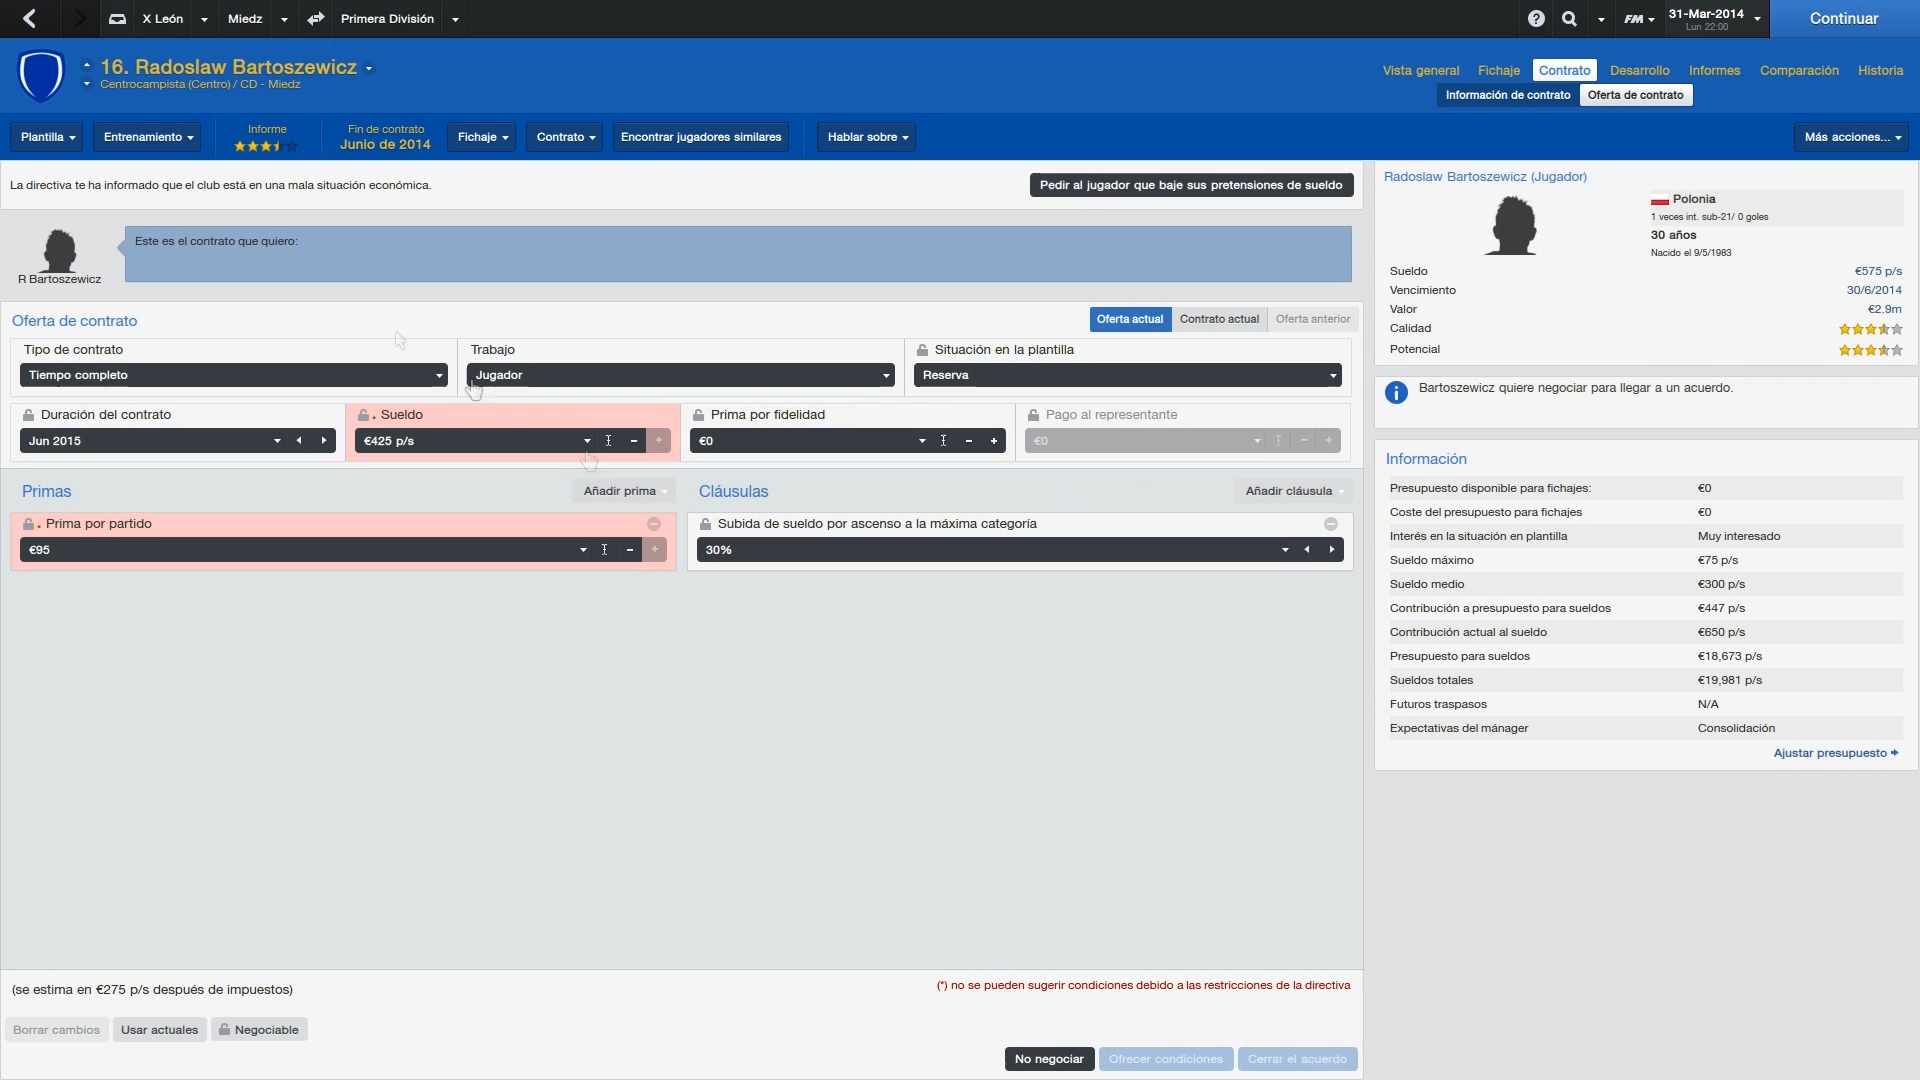 X León
Miedz
Primera División
FM
31-Mar-2014
Lun 22:00
Continuar
16. Radoslaw Bartoszewicz
Centrocampista (Centro) / CD - Miedz
Vista general
Fichaje
Contrato
Desarrollo
Informes
Comparación
Historia
Información de contrato
Oferta de contrato
Plantilla
Entrenamiento
Informe
Fin de contrato
Junio de 2014
Fichaje
Contrato
Encontrar jugadores similares
Hablar sobre
Más acciones...
La directiva te ha informado que el club está en una mala situación económica.
Pedir al jugador que baje sus pretensiones de sueldo
Este es el contrato que quiero:
R Bartoszewicz
Oferta de contrato
Oferta actual
Contrato actual
Oferta anterior
Tipo de contrato
Trabajo
Situación en la plantilla
Tiempo completo
Jugador
Reserva
Duración del contrato
. Sueldo
Prima por fidelidad
Pago al representante
Jun 2015
€425 p/s
€0
€0
Primas
Añadir prima
Cláusulas
Añadir cláusula
. Prima por partido
Subida de sueldo por ascenso a la máxima categoría
€95
30%
(se estima en €275 p/s después de impuestos)
(*) no se pueden sugerir condiciones debido a las restricciones de la directiva
Borrar cambios
Usar actuales
Negociable
No negociar
Ofrecer condiciones
Cerrar el acuerdo
Radoslaw Bartoszewicz (Jugador)
Polonia
1 veces int. sub-21/ 0 goles
30 años
Nacido el 9/5/1983
Sueldo €575 p/s
Vencimiento 30/6/2014
Valor €2.9m
Calidad
Potencial
Bartoszewicz quiere negociar para llegar a un acuerdo.
Información
Presupuesto disponible para fichajes: €0
Coste del presupuesto para fichajes €0
Interés en la situación en plantilla Muy interesado
Sueldo máximo €75 p/s
Sueldo medio €300 p/s
Contribución a presupuesto para sueldos €447 p/s
Contribución actual al sueldo €650 p/s
Presupuesto para sueldos €18,673 p/s
Sueldos totales €19,981 p/s
Futuros traspasos N/A
Expectativas del mánager Consolidación
Ajustar presupuesto